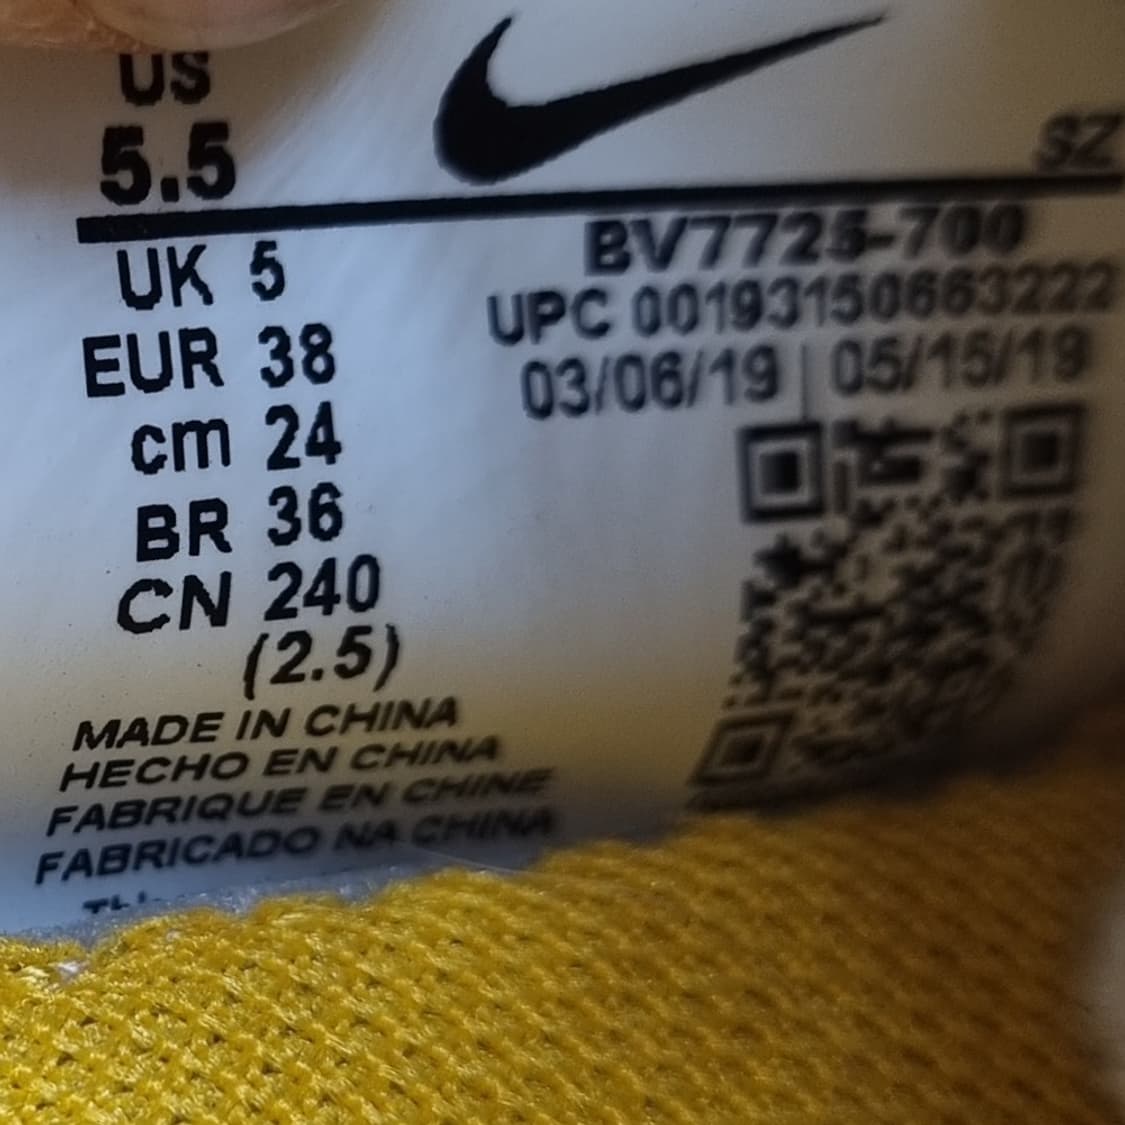 US
5.5
SZ
UK 5
EUR 38
cm 24
BR 36
CN 240
(2.5)
BV7725-700
UPC 00193150663222
03/06/19 | 05/15/19
MADE IN CHINA
HECHO EN CHINA
FABRIQUE EN CHINE
FABRICADO NA CHINA